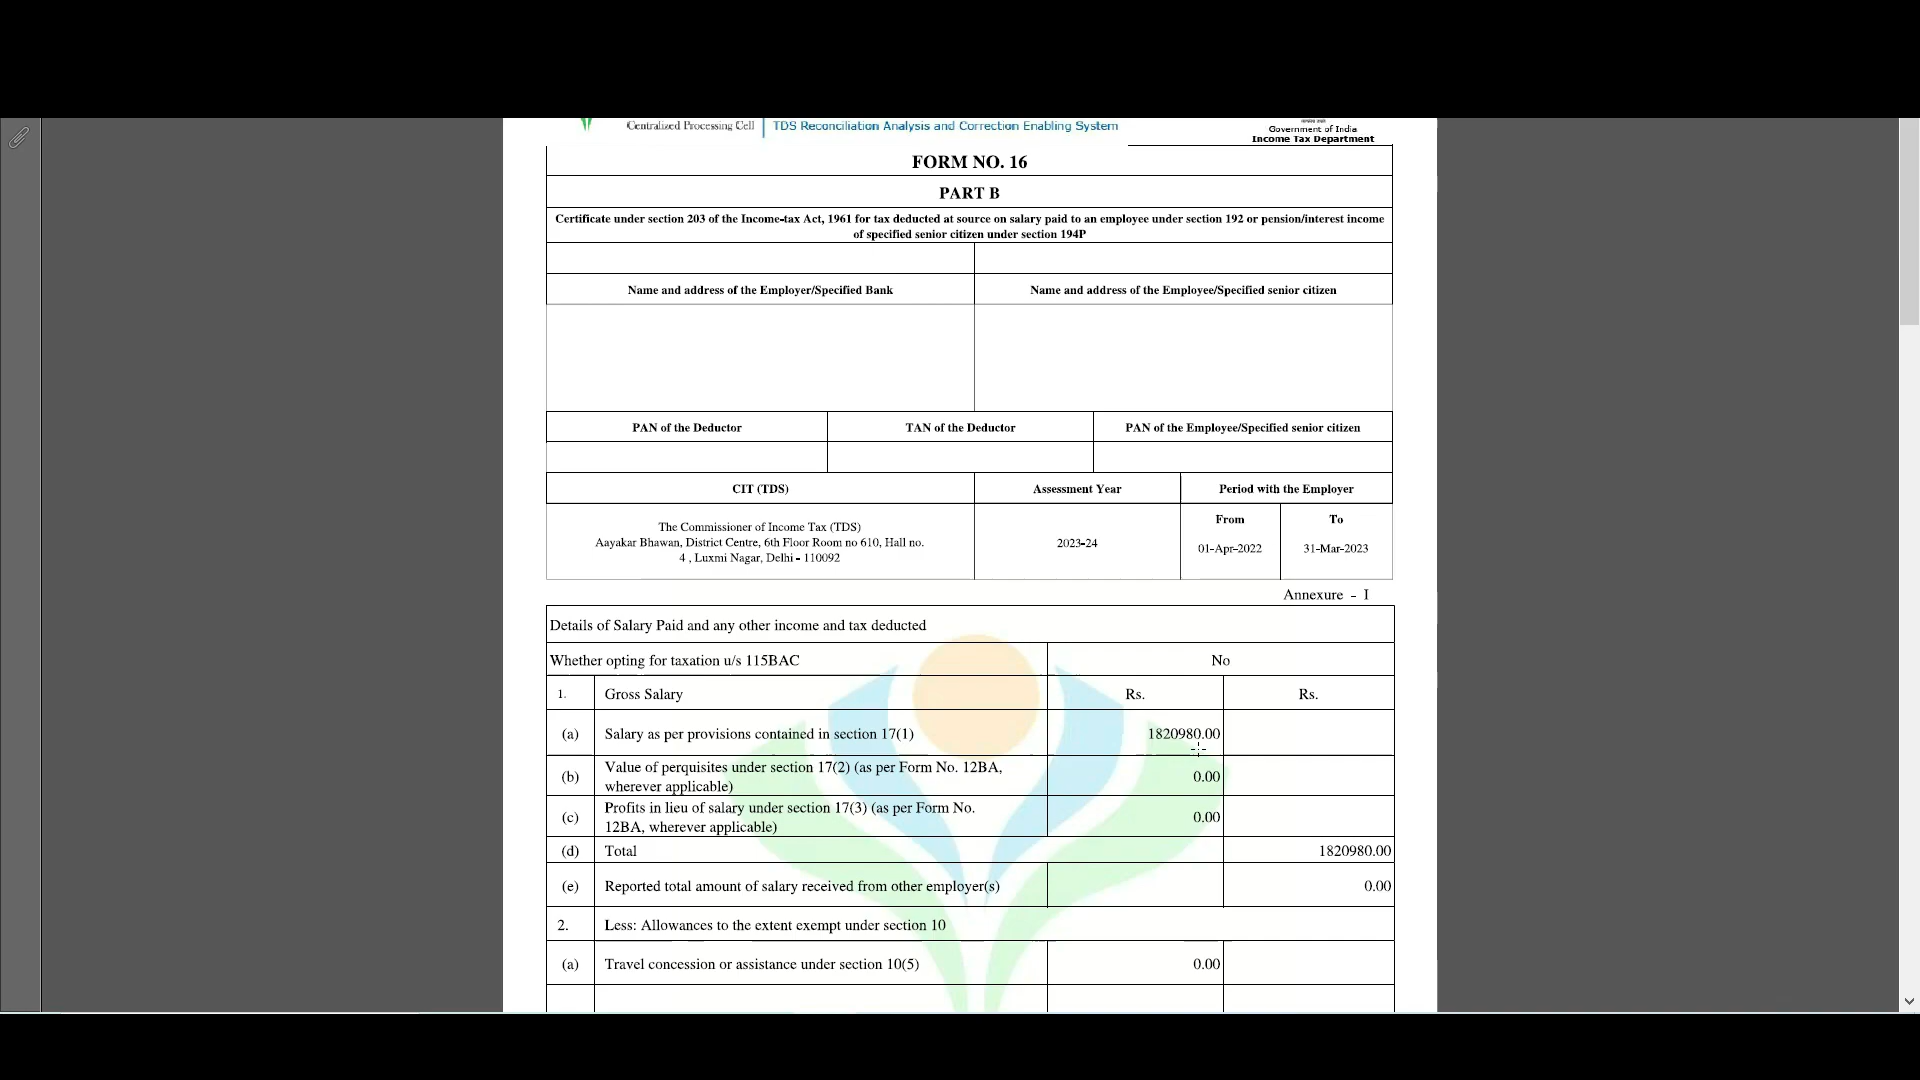 Centralized Processing Cell
TDS Reconciliation Analysis and Correction Enabling System
Government of India
Income Tax Department
FORM NO. 16
PART B
Certificate under section 203 of the Income-tax Act, 1961 for tax deducted at source on salary paid to an employee under section 192 or pension/interest income
of specified senior citizen under section 194P
Name and address of the Employer/Specified Bank
Name and address of the Employee/Specified senior citizen
PAN of the Deductor
TAN of the Deductor
PAN of the Employee/Specified senior citizen
CIT (TDS)
Assessment Year
Period with the Employer
The Commissioner of Income Tax (TDS)
Aayakar Bhawan, District Centre, 6th Floor Room no 610, Hall no.
4 , Luxmi Nagar, Delhi - 110092
2023-24
From
To
01-Apr-2022
31-Mar-2023
Annexure - I
Details of Salary Paid and any other income and tax deducted
Whether opting for taxation u/s 115BAC No
1. Gross Salary Rs. Rs.
(a) Salary as per provisions contained in section 17(1) 1820980.00
(b) Value of perquisites under section 17(2) (as per Form No. 12BA,
wherever applicable) 0.00
(c) Profits in lieu of salary under section 17(3) (as per Form No.
12BA, wherever applicable) 0.00
(d) Total 1820980.00
(e) Reported total amount of salary received from other employer(s) 0.00
2. Less: Allowances to the extent exempt under section 10
(a) Travel concession or assistance under section 10(5) 0.00